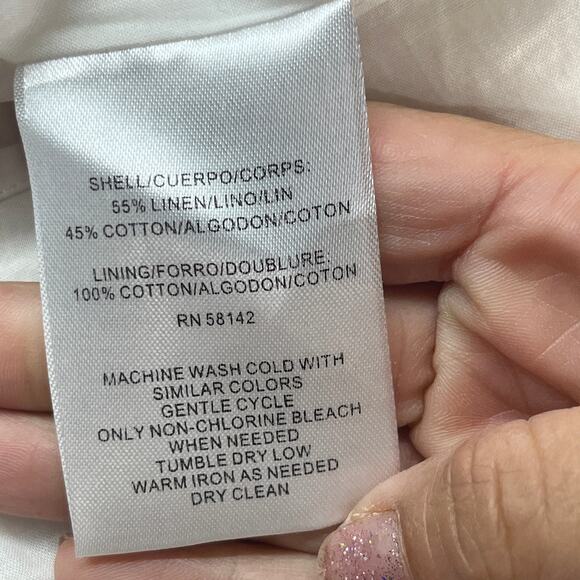 SHELL/CUERPO/CORPS:
55% LINEN/LINO/LIN
45% COTTON/ALGODON/COTON
LINING/FORRO/DOUBLURE:
100% COTTON/ALGODON/COTON
RN 58142
MACHINE WASH COLD WITH
SIMILAR COLORS
GENTLE CYCLE
ONLY NON-CHLORINE BLEACH
WHEN NEEDED
TUMBLE DRY LOW
WARM IRON AS NEEDED
DRY CLEAN